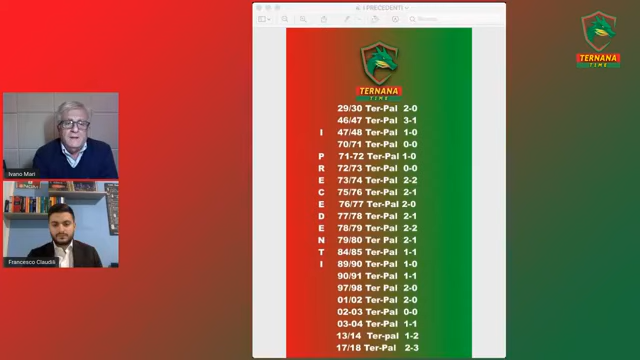 I PRECEDENTI
TERNANA
TIME
TERNANA
TIME
29/30 Ter-Pal 2-0
46/47 Ter-Pal 3-1
47/48 Ter-Pal 1-0
70/71 Ter-Pal 0-0
71-72 Ter-Pal 1-0
72/73 Ter-Pal 0-0
73/74 Ter-Pal 2-2
75/76 Ter-Pal 2-1
76/77 Ter-Pal 2-0
77/78 Ter-Pal 2-1
78/79 Ter-Pal 2-2
79/80 Ter-Pal 2-1
84/85 Ter-Pal 1-1
89/90 Ter-Pal 1-0
90/91 Ter-Pal 1-1
97/98 Ter-Pal 2-0
01/02 Ter-Pal 2-0
02-03 Ter-Pal 0-0
03-04 Ter-Pal 1-1
13/14 Ter-pal 1-2
17/18 Ter-Pal 2-3
I PRECEDENTI
Ivano Mari
Francesco Claudili